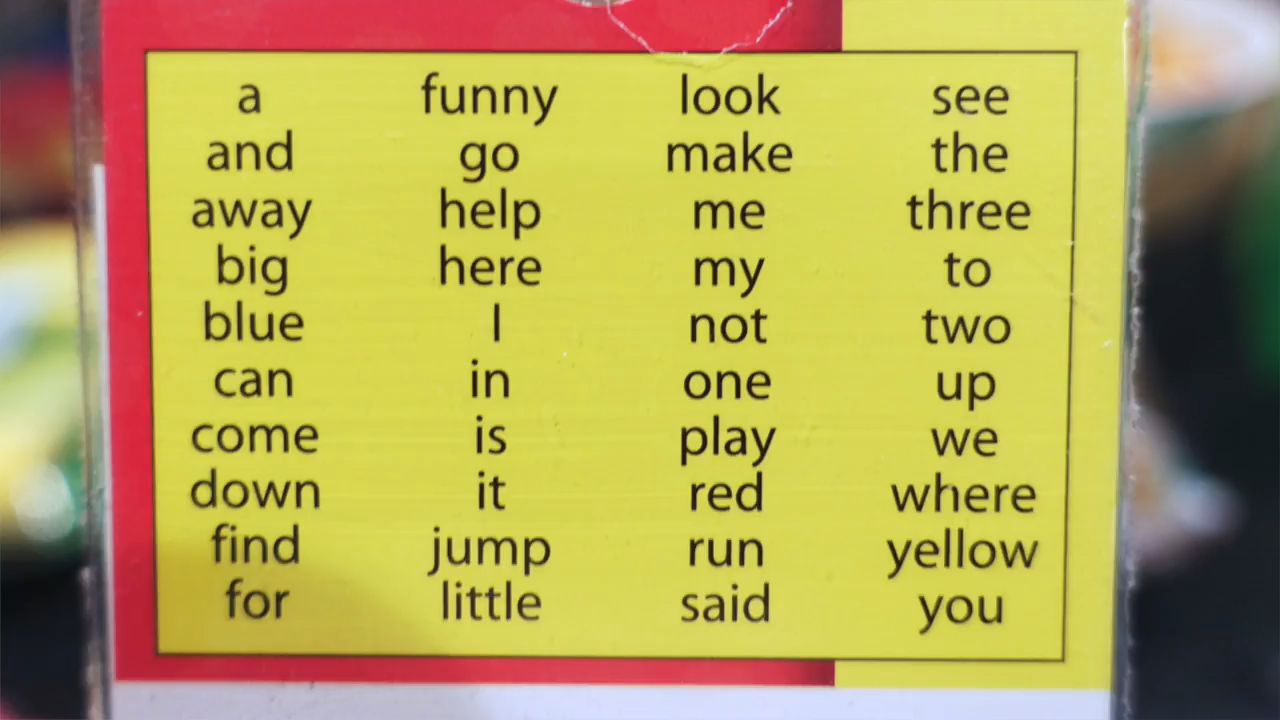 a funny look see
and go make the
away help me three
big here my to
blue I not two
can in one up
come is play we
down it red where
find jump run yellow
for little said you